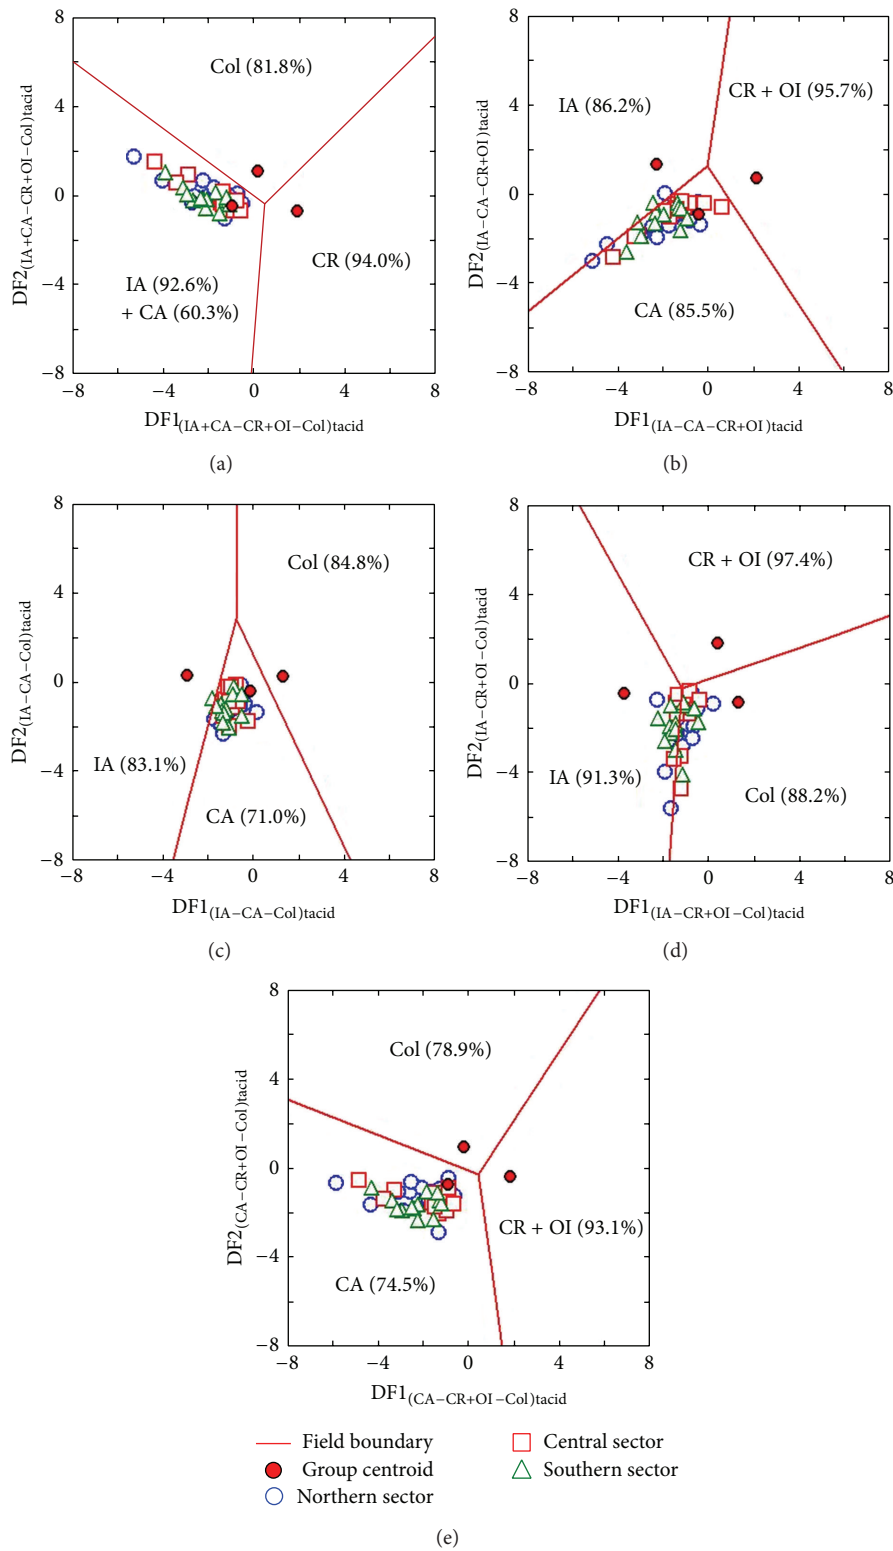 8
4
0
−4
−8
DF2(IA+CA−CR+OI−Col)tacid
Col (81.8%)
CR (94.0%)
IA (92.6%)
+ CA (60.3%)
−8 −4 0 4 8
DF1(IA+CA−CR+OI−Col)tacid
(a)
8
4
0
−4
−8
DF2(IA−CA−CR+OI)tacid
CR + OI (95.7%)
IA (86.2%)
CA (85.5%)
−8 −4 0 4 8
DF1(IA−CA−CR+OI)tacid
(b)
8
4
0
−4
−8
DF2(IA−CA−Col)tacid
Col (84.8%)
IA (83.1%)
CA (71.0%)
−8 −4 0 4 8
DF1(IA−CA−Col)tacid
(c)
8
4
0
−4
−8
DF2(IA−CR+OI−Col)tacid
CR + OI (97.4%)
IA (91.3%)
Col (88.2%)
−8 −4 0 4 8
DF1(IA−CR+OI−Col)tacid
(d)
8
4
0
−4
−8
DF2(CA−CR+OI−Col)tacid
Col (78.9%)
CR + OI (93.1%)
CA (74.5%)
−8 −4 0 4 8
DF1(CA−CR+OI−Col)tacid
Field boundary
Group centroid
Northern sector
Central sector
Southern sector
(e)